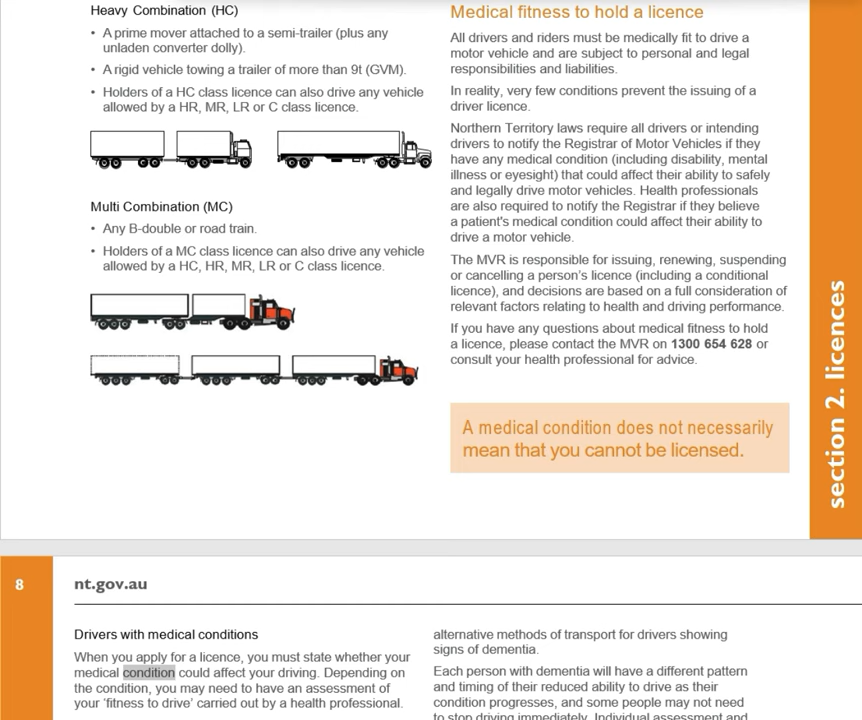 Heavy Combination (HC)
• A prime mover attached to a semi-trailer (plus any
unladen converter dolly).
• A rigid vehicle towing a trailer of more than 9t (GVM).
• Holders of a HC class licence can also drive any vehicle
allowed by a HR, MR, LR or C class licence.
Multi Combination (MC)
• Any B-double or road train.
• Holders of a MC class licence can also drive any vehicle
allowed by a HC, HR, MR, LR or C class licence.
Medical fitness to hold a licence
All drivers and riders must be medically fit to drive a
motor vehicle and are subject to personal and legal
responsibilities and liabilities.
In reality, very few conditions prevent the issuing of a
driver licence.
Northern Territory laws require all drivers or intending
drivers to notify the Registrar of Motor Vehicles if they
have any medical condition (including disability, mental
illness or eyesight) that could affect their ability to safely
and legally drive motor vehicles. Health professionals
are also required to notify the Registrar if they believe
a patient's medical condition could affect their ability to
drive a motor vehicle.
The MVR is responsible for issuing, renewing, suspending
or cancelling a person's licence (including a conditional
licence), and decisions are based on a full consideration of
relevant factors relating to health and driving performance.
If you have any questions about medical fitness to hold
a licence, please contact the MVR on 1300 654 628 or
consult your health professional for advice.
A medical condition does not necessarily
mean that you cannot be licensed.
section 2. licences
8
nt.gov.au
Drivers with medical conditions
When you apply for a licence, you must state whether your
medical condition could affect your driving. Depending on
the condition, you may need to have an assessment of
your 'fitness to drive' carried out by a health professional.
alternative methods of transport for drivers showing
signs of dementia.
Each person with dementia will have a different pattern
and timing of their reduced ability to drive as their
condition progresses, and some people may not need
to stop driving immediately. Individual assessment and